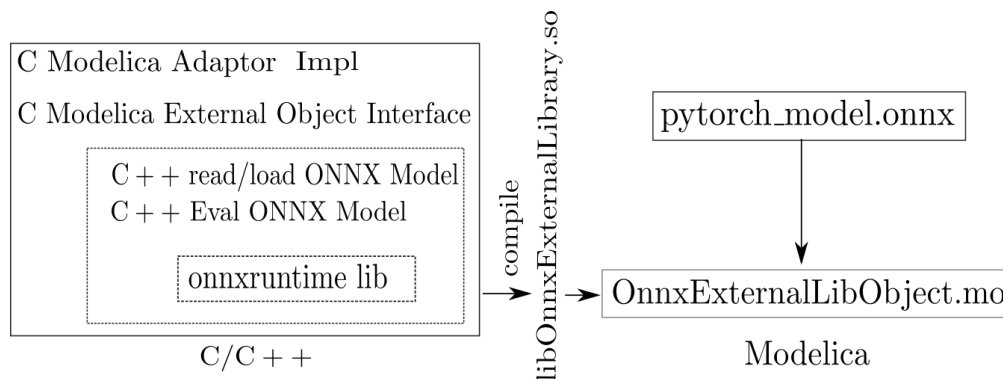 C Modelica Adaptor Impl
C Modelica External Object Interface
C++ read/load ONNX Model
C++ Eval ONNX Model
onnxruntime lib
C/C++
compile
libOnnxExternalLibrary.so
pytorch_model.onnx
OnnxExternalLibObject.mo
Modelica